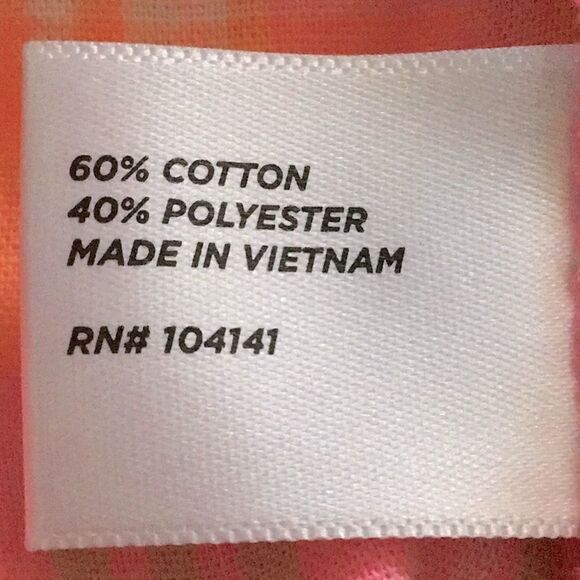 60% COTTON
40% POLYESTER
MADE IN VIETNAM
RN# 104141